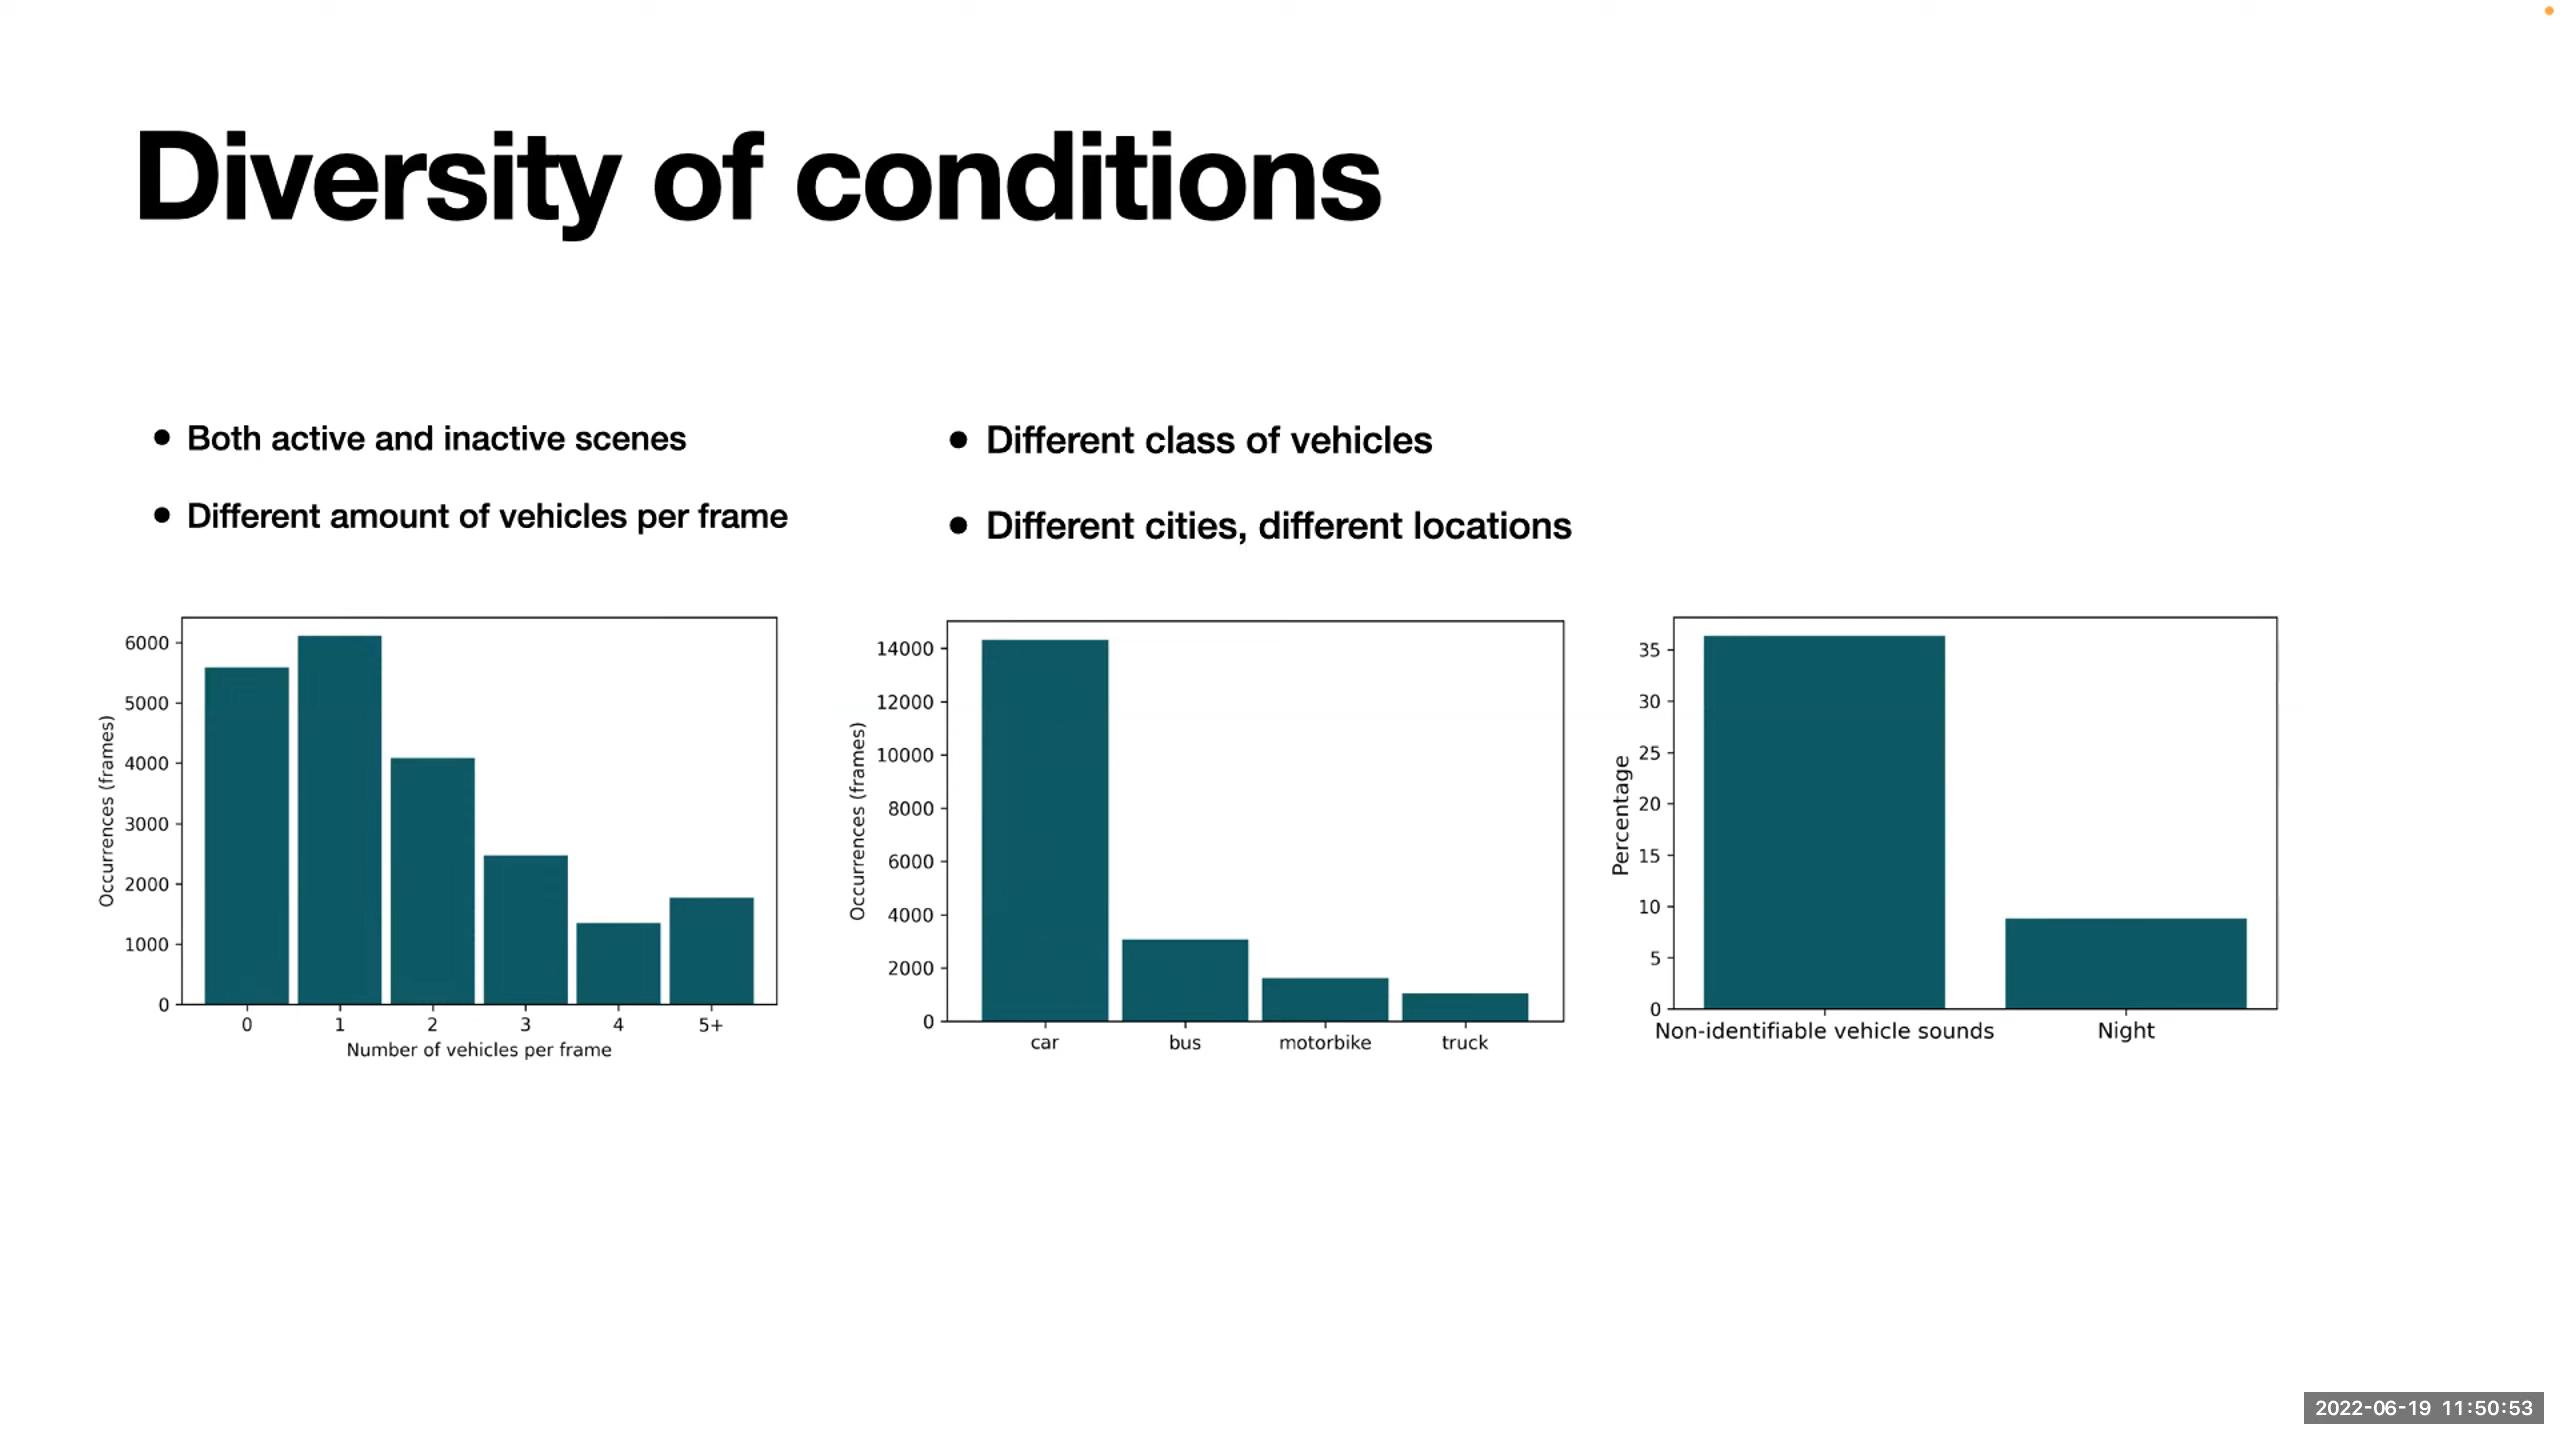 Diversity of conditions
● Both active and inactive scenes
● Different amount of vehicles per frame
● Different class of vehicles
● Different cities, different locations
Occurrences (frames)
6000
5000
4000
3000
2000
1000
0
0 1 2 3 4 5+
Number of vehicles per frame
Occurrences (frames)
14000
12000
10000
8000
6000
4000
2000
0
car bus motorbike truck
Percentage
35
30
25
20
15
10
5
0
Non-identifiable vehicle sounds Night
2022-06-19 11:50:53